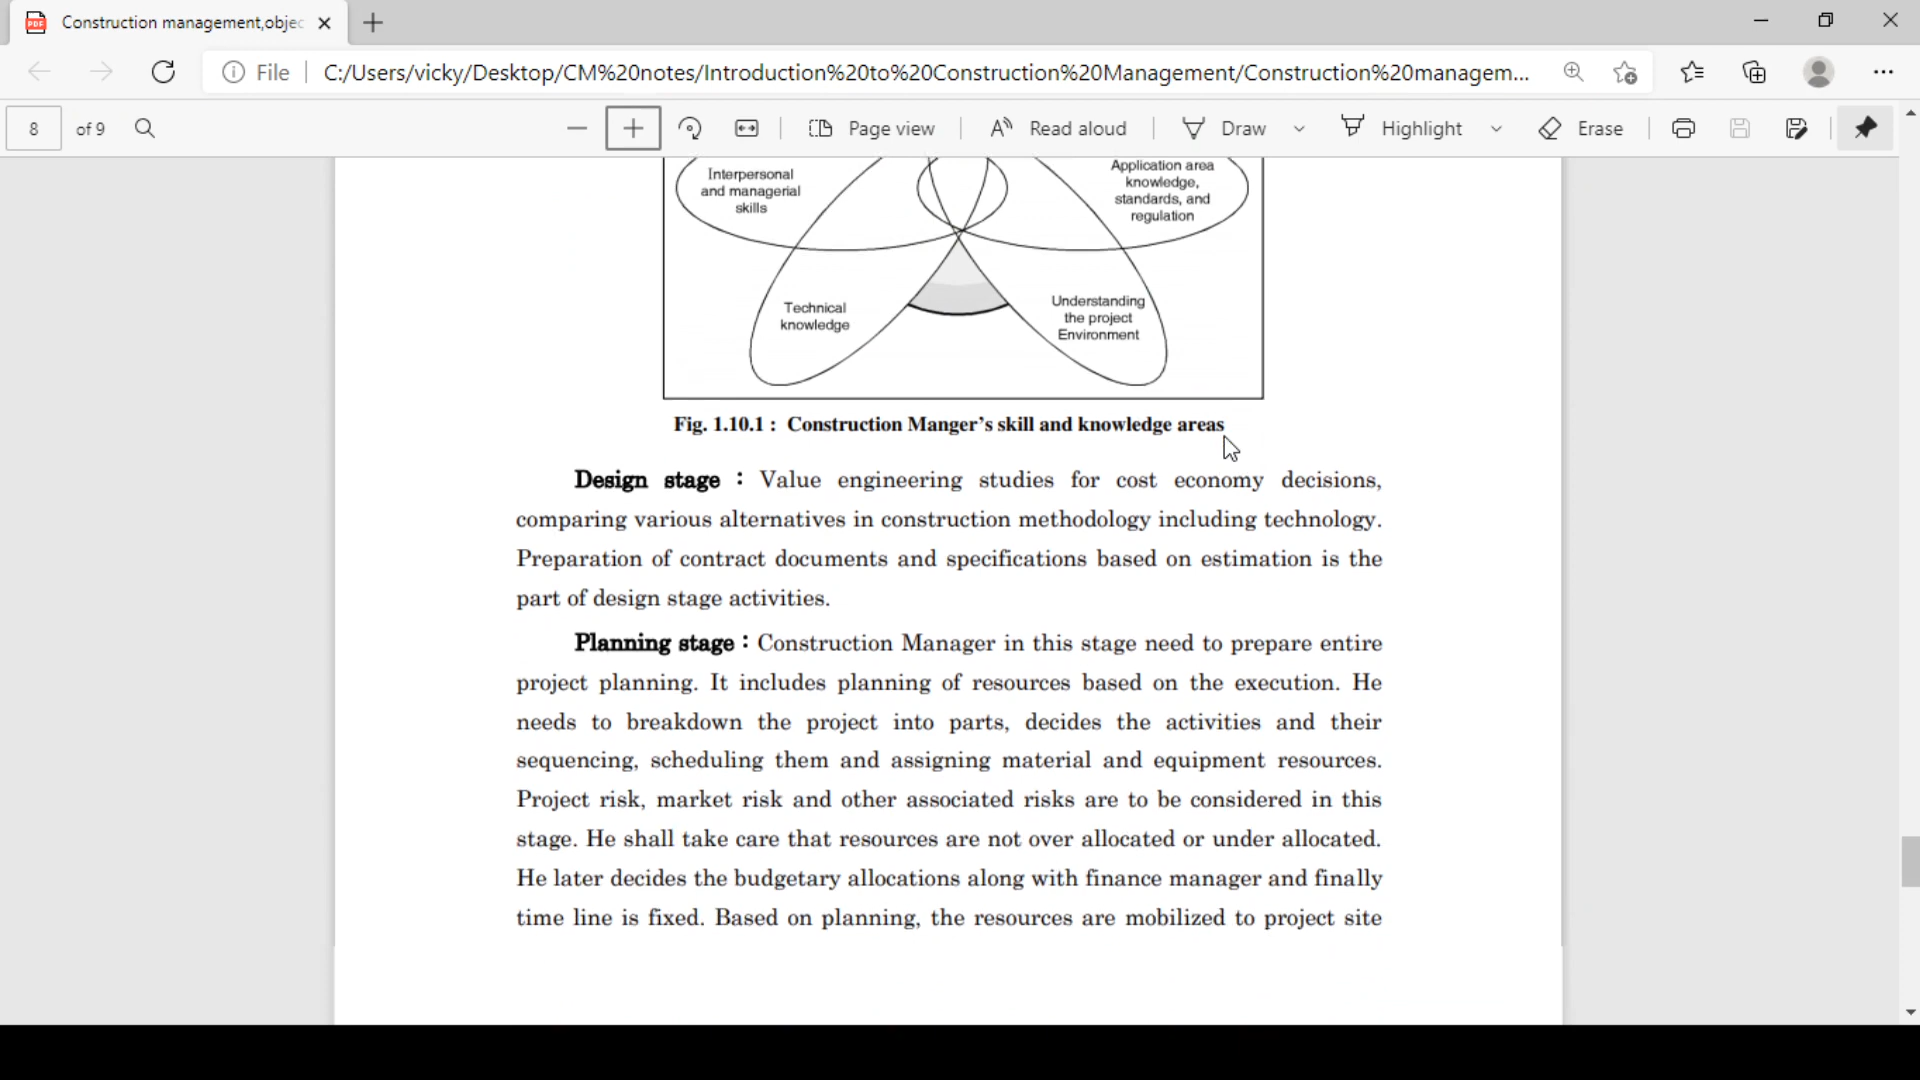 Construction management,objec
File
C:/Users/vicky/Desktop/CM%20notes/Introduction%20to%20Construction%20Management/Construction%20managem...
8
of 9
Page view
Read aloud
Draw
Highlight
Erase
Interpersonal
and managerial
skills
Application area
knowledge,
standards, and
regulation
Technical
knowledge
Understanding
the project
Environment
Fig. 1.10.1 : Construction Manger's skill and knowledge areas
Design stage : Value engineering studies for cost economy decisions,
comparing various alternatives in construction methodology including technology.
Preparation of contract documents and specifications based on estimation is the
part of design stage activities.
Planning stage : Construction Manager in this stage need to prepare entire
project planning. It includes planning of resources based on the execution. He
needs to breakdown the project into parts, decides the activities and their
sequencing, scheduling them and assigning material and equipment resources.
Project risk, market risk and other associated risks are to be considered in this
stage. He shall take care that resources are not over allocated or under allocated.
He later decides the budgetary allocations along with finance manager and finally
time line is fixed. Based on planning, the resources are mobilized to project site